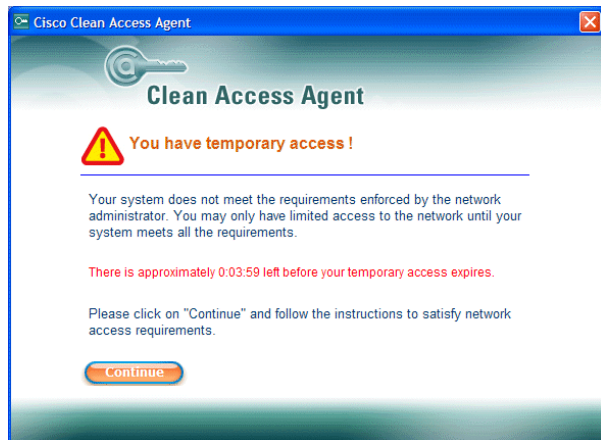 Cisco Clean Access Agent
Clean Access Agent
You have temporary access !
Your system does not meet the requirements enforced by the network
administrator. You may only have limited access to the network until your
system meets all the requirements.
There is approximately 0:03:59 left before your temporary access expires.
Please click on "Continue" and follow the instructions to satisfy network
access requirements.
Continue